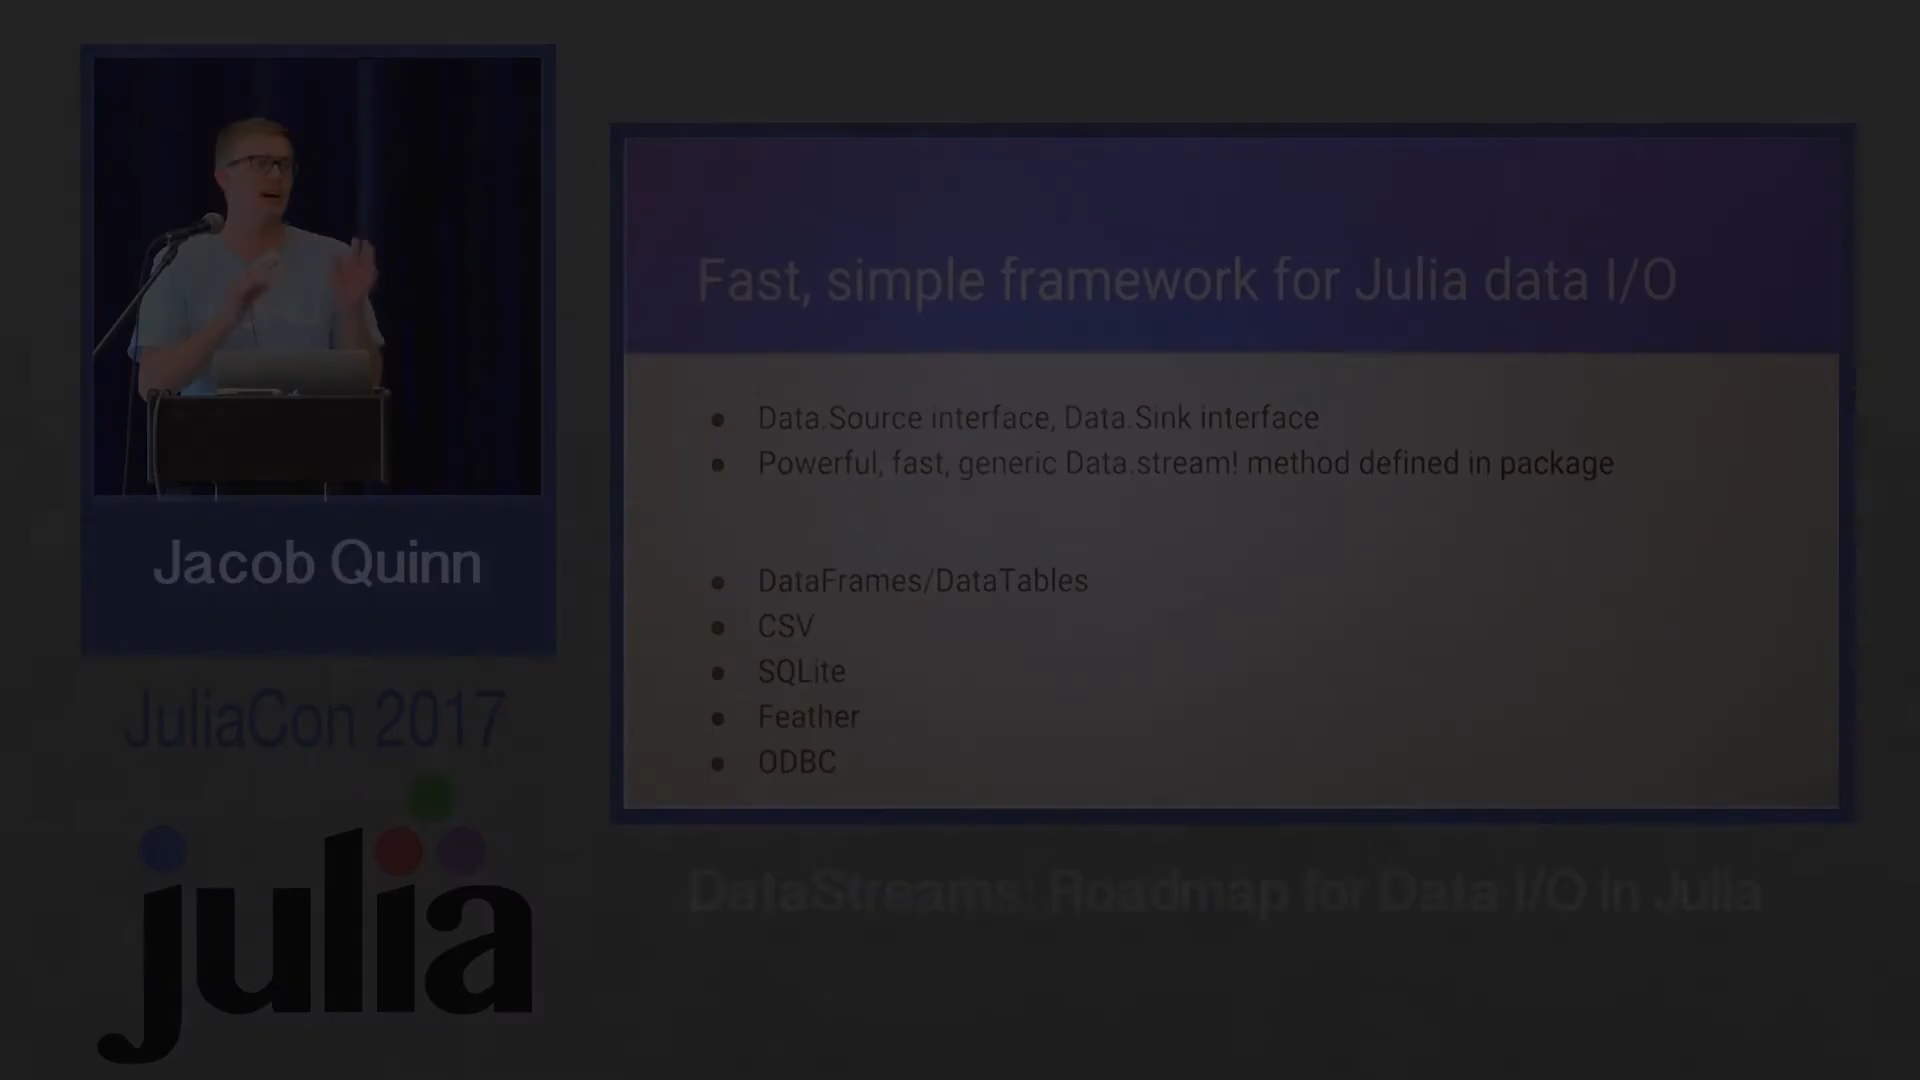 Fast, simple framework for Julia data I/O
Data.Source interface, Data.Sink interface
Powerful, fast, generic Data.stream! method defined in package
DataFrames/DataTables
CSV
SQLite
Feather
ODBC
Jacob Quinn
JuliaCon 2017
julia
DataStreams: Roadmap for Data I/O in Julia